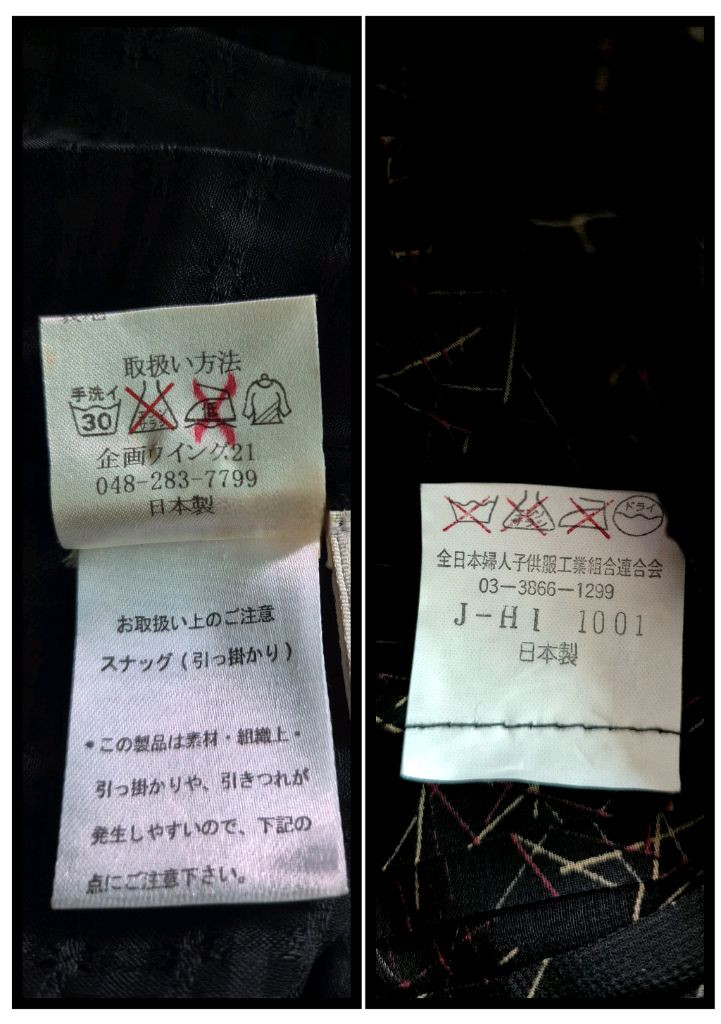 取扱い方法
手洗イ
30
低
企画ウイング21
048-283-7799
日本製
お取扱い上のご注意
スナッグ(引っ掛かり)
・この製品は素材・組織上・
引っ掛かりや、引きつれが
発生しやすいので、下記の
点にご注意下さい。
ドライ
全日本婦人子供服工業組合連合会
03-3866-1299
J-HI 1001
日本製